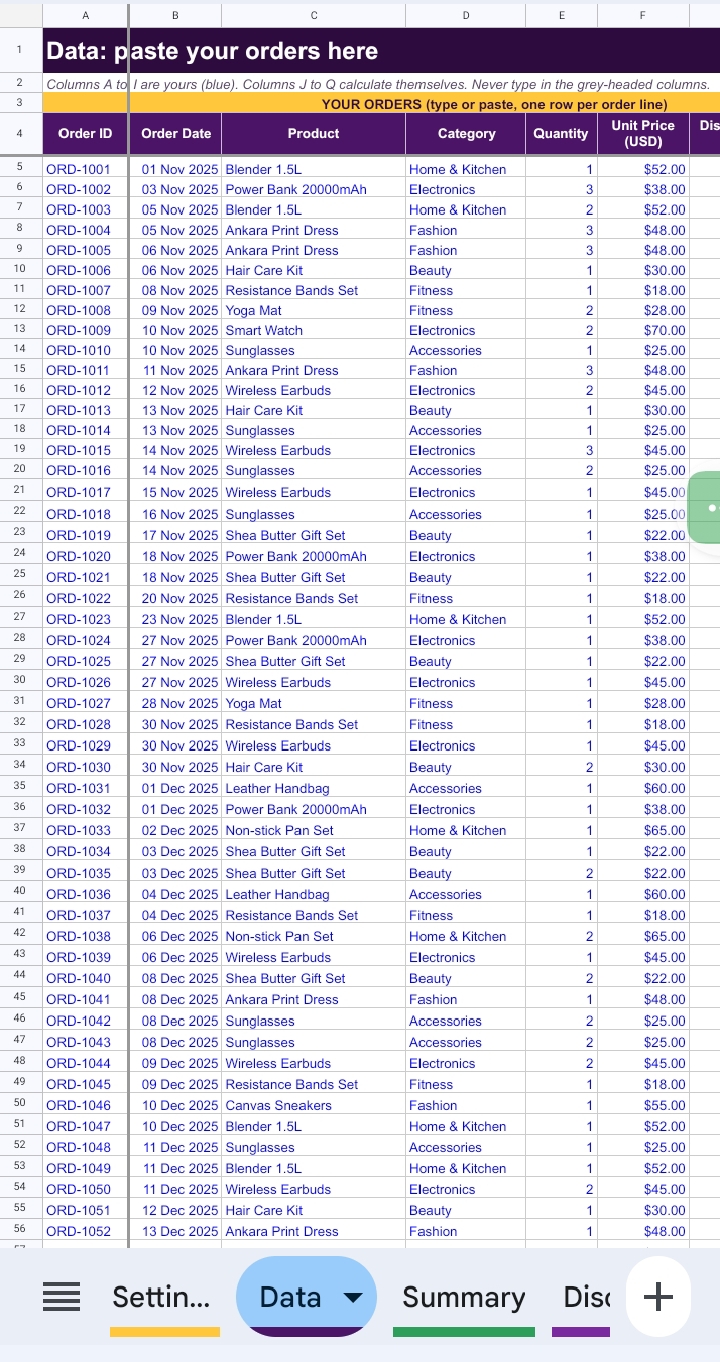 A B C D E F
1 Data: paste your orders here
2 Columns A to I are yours (blue). Columns J to Q calculate themselves. Never type in the grey-headed columns.
3 YOUR ORDERS (type or paste, one row per order line)
4 Order ID Order Date Product Category Quantity Unit Price (USD) Dis
5 ORD-1001 01 Nov 2025 Blender 1.5L Home & Kitchen 1 $52.00
6 ORD-1002 03 Nov 2025 Power Bank 20000mAh Electronics 3 $38.00
7 ORD-1003 05 Nov 2025 Blender 1.5L Home & Kitchen 2 $52.00
8 ORD-1004 05 Nov 2025 Ankara Print Dress Fashion 3 $48.00
9 ORD-1005 06 Nov 2025 Ankara Print Dress Fashion 3 $48.00
10 ORD-1006 06 Nov 2025 Hair Care Kit Beauty 1 $30.00
11 ORD-1007 08 Nov 2025 Resistance Bands Set Fitness 1 $18.00
12 ORD-1008 09 Nov 2025 Yoga Mat Fitness 2 $28.00
13 ORD-1009 10 Nov 2025 Smart Watch Electronics 2 $70.00
14 ORD-1010 10 Nov 2025 Sunglasses Accessories 1 $25.00
15 ORD-1011 11 Nov 2025 Ankara Print Dress Fashion 3 $48.00
16 ORD-1012 12 Nov 2025 Wireless Earbuds Electronics 2 $45.00
17 ORD-1013 13 Nov 2025 Hair Care Kit Beauty 1 $30.00
18 ORD-1014 13 Nov 2025 Sunglasses Accessories 1 $25.00
19 ORD-1015 14 Nov 2025 Wireless Earbuds Electronics 3 $45.00
20 ORD-1016 14 Nov 2025 Sunglasses Accessories 2 $25.00
21 ORD-1017 15 Nov 2025 Wireless Earbuds Electronics 1 $45.00
22 ORD-1018 16 Nov 2025 Sunglasses Accessories 1 $25.00
23 ORD-1019 17 Nov 2025 Shea Butter Gift Set Beauty 1 $22.00
24 ORD-1020 18 Nov 2025 Power Bank 20000mAh Electronics 1 $38.00
25 ORD-1021 18 Nov 2025 Shea Butter Gift Set Beauty 1 $22.00
26 ORD-1022 20 Nov 2025 Resistance Bands Set Fitness 1 $18.00
27 ORD-1023 23 Nov 2025 Blender 1.5L Home & Kitchen 1 $52.00
28 ORD-1024 27 Nov 2025 Power Bank 20000mAh Electronics 1 $38.00
29 ORD-1025 27 Nov 2025 Shea Butter Gift Set Beauty 1 $22.00
30 ORD-1026 27 Nov 2025 Wireless Earbuds Electronics 1 $45.00
31 ORD-1027 28 Nov 2025 Yoga Mat Fitness 1 $28.00
32 ORD-1028 30 Nov 2025 Resistance Bands Set Fitness 1 $18.00
33 ORD-1029 30 Nov 2025 Wireless Earbuds Electronics 1 $45.00
34 ORD-1030 30 Nov 2025 Hair Care Kit Beauty 2 $30.00
35 ORD-1031 01 Dec 2025 Leather Handbag Accessories 1 $60.00
36 ORD-1032 01 Dec 2025 Power Bank 20000mAh Electronics 1 $38.00
37 ORD-1033 02 Dec 2025 Non-stick Pan Set Home & Kitchen 1 $65.00
38 ORD-1034 03 Dec 2025 Shea Butter Gift Set Beauty 1 $22.00
39 ORD-1035 03 Dec 2025 Shea Butter Gift Set Beauty 2 $22.00
40 ORD-1036 04 Dec 2025 Leather Handbag Accessories 1 $60.00
41 ORD-1037 04 Dec 2025 Resistance Bands Set Fitness 1 $18.00
42 ORD-1038 06 Dec 2025 Non-stick Pan Set Home & Kitchen 2 $65.00
43 ORD-1039 06 Dec 2025 Wireless Earbuds Electronics 1 $45.00
44 ORD-1040 08 Dec 2025 Shea Butter Gift Set Beauty 2 $22.00
45 ORD-1041 08 Dec 2025 Ankara Print Dress Fashion 1 $48.00
46 ORD-1042 08 Dec 2025 Sunglasses Accessories 2 $25.00
47 ORD-1043 08 Dec 2025 Sunglasses Accessories 2 $25.00
48 ORD-1044 09 Dec 2025 Wireless Earbuds Electronics 2 $45.00
49 ORD-1045 09 Dec 2025 Resistance Bands Set Fitness 1 $18.00
50 ORD-1046 10 Dec 2025 Canvas Sneakers Fashion 1 $55.00
51 ORD-1047 10 Dec 2025 Blender 1.5L Home & Kitchen 1 $52.00
52 ORD-1048 11 Dec 2025 Sunglasses Accessories 1 $25.00
53 ORD-1049 11 Dec 2025 Blender 1.5L Home & Kitchen 1 $52.00
54 ORD-1050 11 Dec 2025 Wireless Earbuds Electronics 2 $45.00
55 ORD-1051 12 Dec 2025 Hair Care Kit Beauty 1 $30.00
56 ORD-1052 13 Dec 2025 Ankara Print Dress Fashion 1 $48.00
Settin... Data Summary Disc